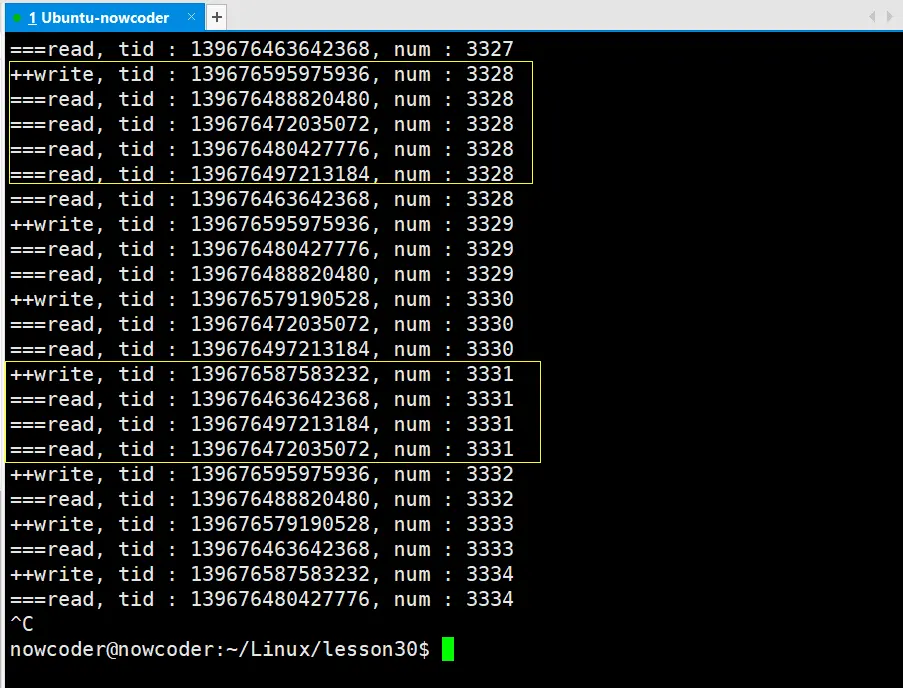 1 Ubuntu-nowcoder × +
===read, tid : 139676463642368, num : 3327
++write, tid : 139676595975936, num : 3328
===read, tid : 139676488820480, num : 3328
===read, tid : 139676472035072, num : 3328
===read, tid : 139676480427776, num : 3328
===read, tid : 139676497213184, num : 3328
===read, tid : 139676463642368, num : 3328
++write, tid : 139676595975936, num : 3329
===read, tid : 139676480427776, num : 3329
===read, tid : 139676488820480, num : 3329
++write, tid : 139676579190528, num : 3330
===read, tid : 139676472035072, num : 3330
===read, tid : 139676497213184, num : 3330
++write, tid : 139676587583232, num : 3331
===read, tid : 139676463642368, num : 3331
===read, tid : 139676497213184, num : 3331
===read, tid : 139676472035072, num : 3331
++write, tid : 139676595975936, num : 3332
===read, tid : 139676488820480, num : 3332
++write, tid : 139676579190528, num : 3333
===read, tid : 139676463642368, num : 3333
++write, tid : 139676587583232, num : 3334
===read, tid : 139676480427776, num : 3334
^C
nowcoder@nowcoder:~/Linux/lesson30$